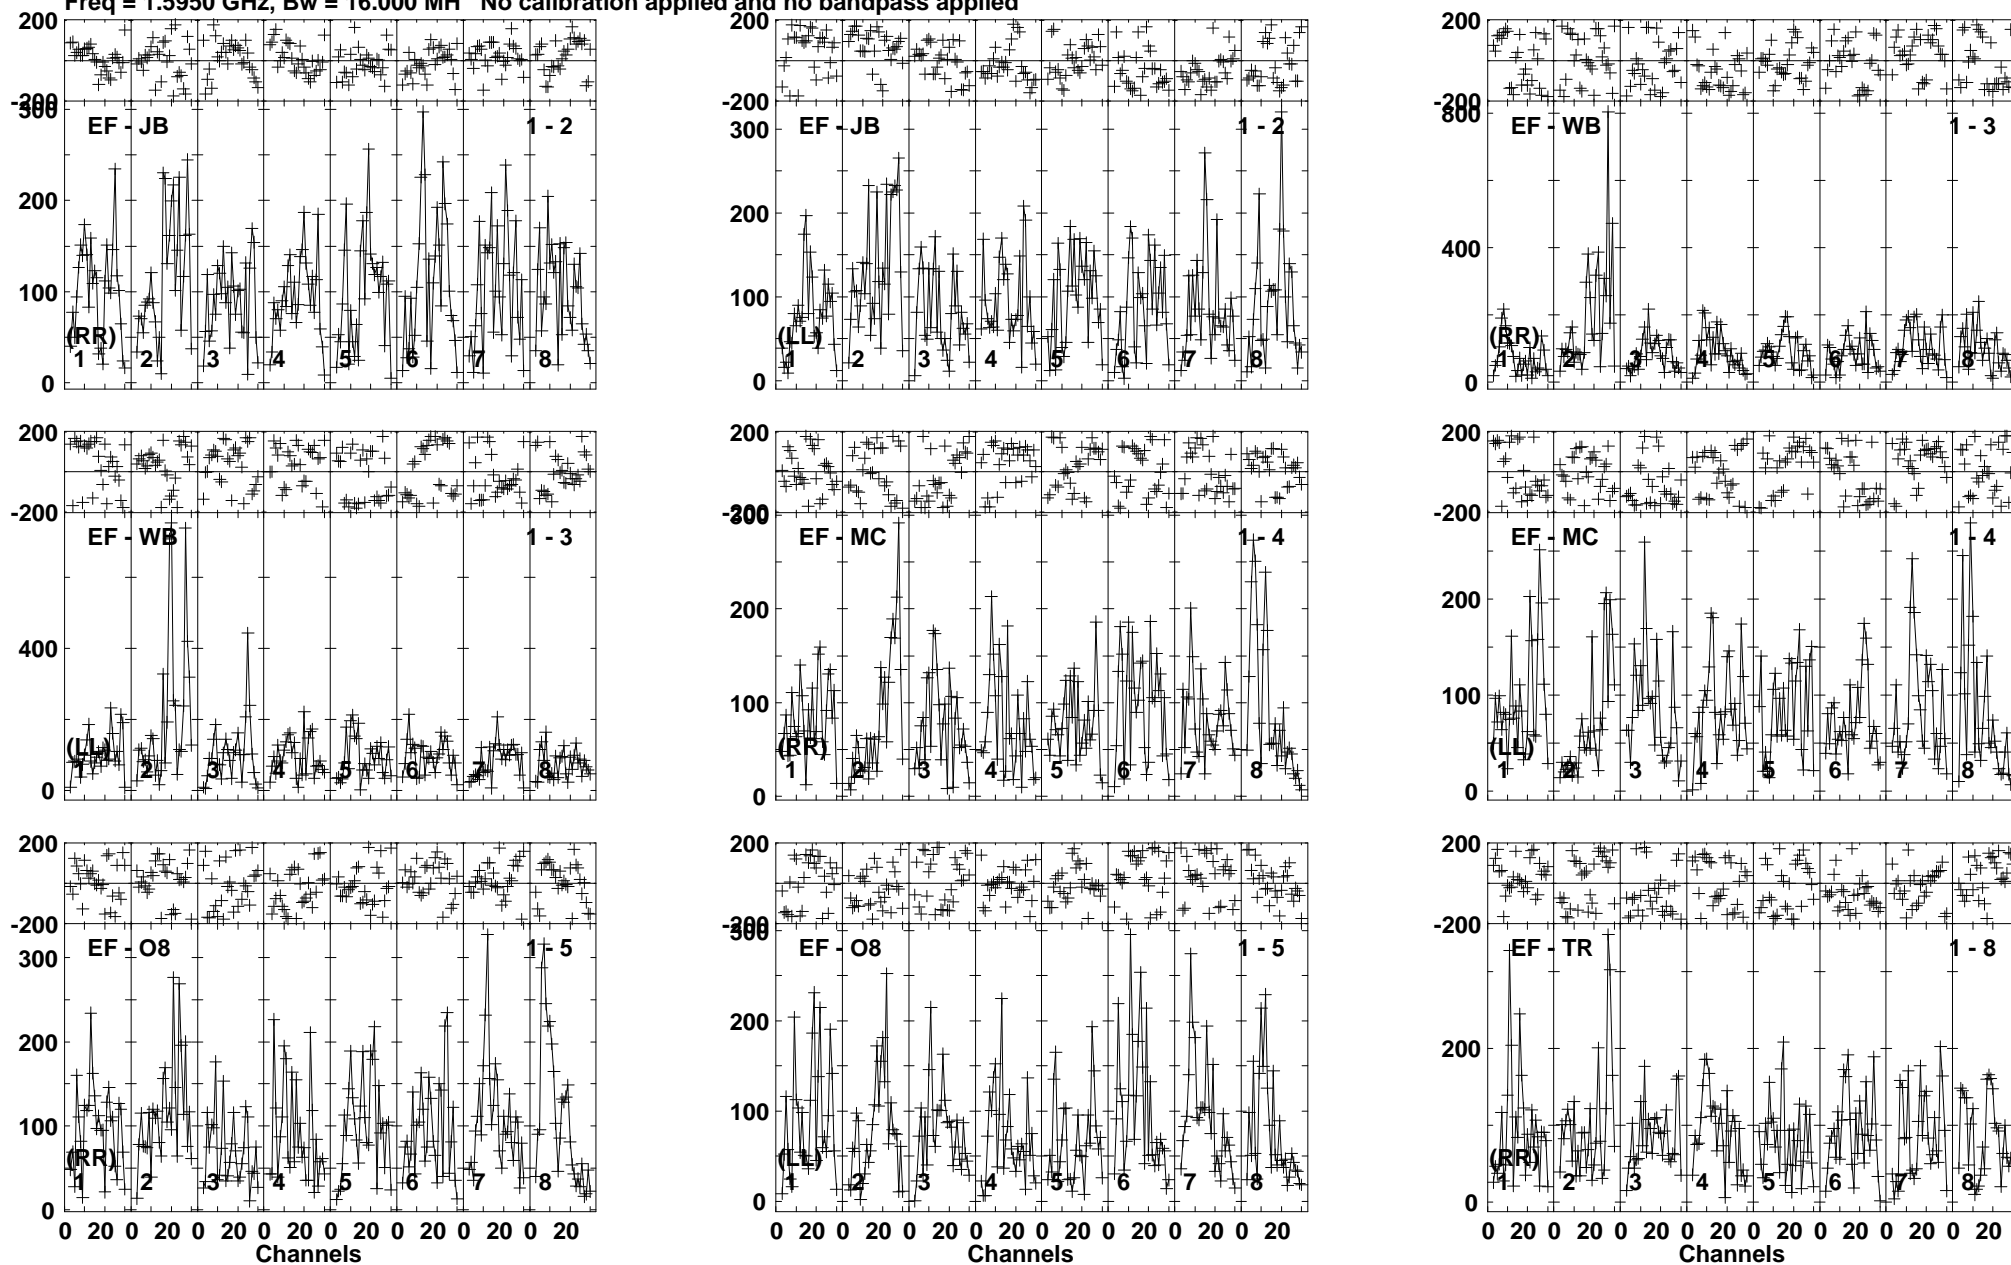 Freq = 1.5950 GHz, Bw = 16.000 MH No calibration applied and no bandpass applied
200 200 200
-200 -200 -200
300 800
EF - JB 1 - 2 EF - JB 1 - 2 EF - WB 1 - 3
300
200 200 400
100 100
(RR) (LL) (RR)
1 2 3 4 5 6 7 8 1 2 3 4 5 6 7 8 1 2 3 4 5 6 7 8
0 0 0
200 200 200
-200 -200 -200
300
EF - WB 1 - 3 EF - MC 1 - 4 EF - MC 1 - 4
400 200 200
100 100
(LL) (RR) (LL)
1 2 3 4 5 6 7 8 1 2 3 4 5 6 7 8 1 2 3 4 5 6 7 8
0 0 0
200 200 200
-200 -200 -200
300
EF - O8 1 - 5 EF - O8 1 - 5 EF - TR 1 - 8
300
200 200 200
100 100
(RR) (LL) (RR)
1 2 3 4 5 6 7 8 1 2 3 4 5 6 7 8 1 2 3 4 5 6 7 8
0 0 0
0 20 0 20 0 20 0 20 0 20 0 20 0 20 0 20 0 20 0 20 0 20 0 20 0 20 0 20 0 20 0 20 0 20 0 20 0 20 0 20 0 20 0 20 0 20 0 20
Channels Channels Channels